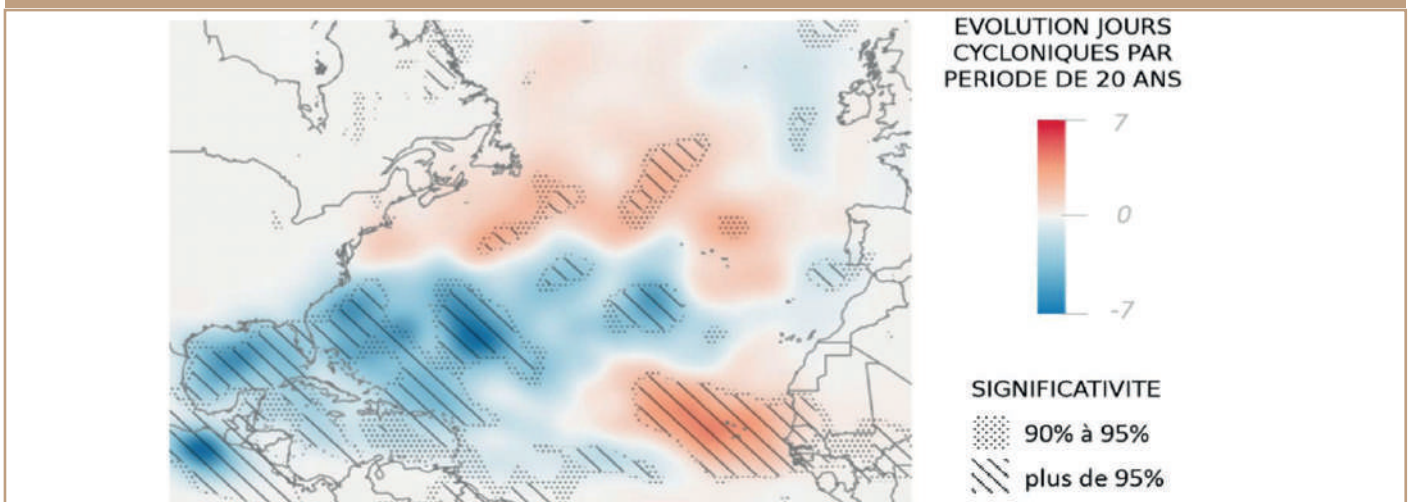 EVOLUTION JOURS
CYCLONIQUES PAR
PERIODE DE 20 ANS
7
0
-7
SIGNIFICATIVITE
90% à 95%
plus de 95%